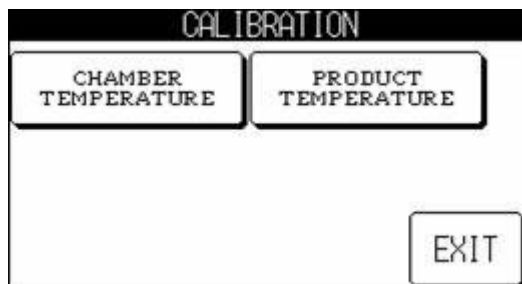 CALIBRATION
CHAMBER
TEMPERATURE
PRODUCT
TEMPERATURE
EXIT